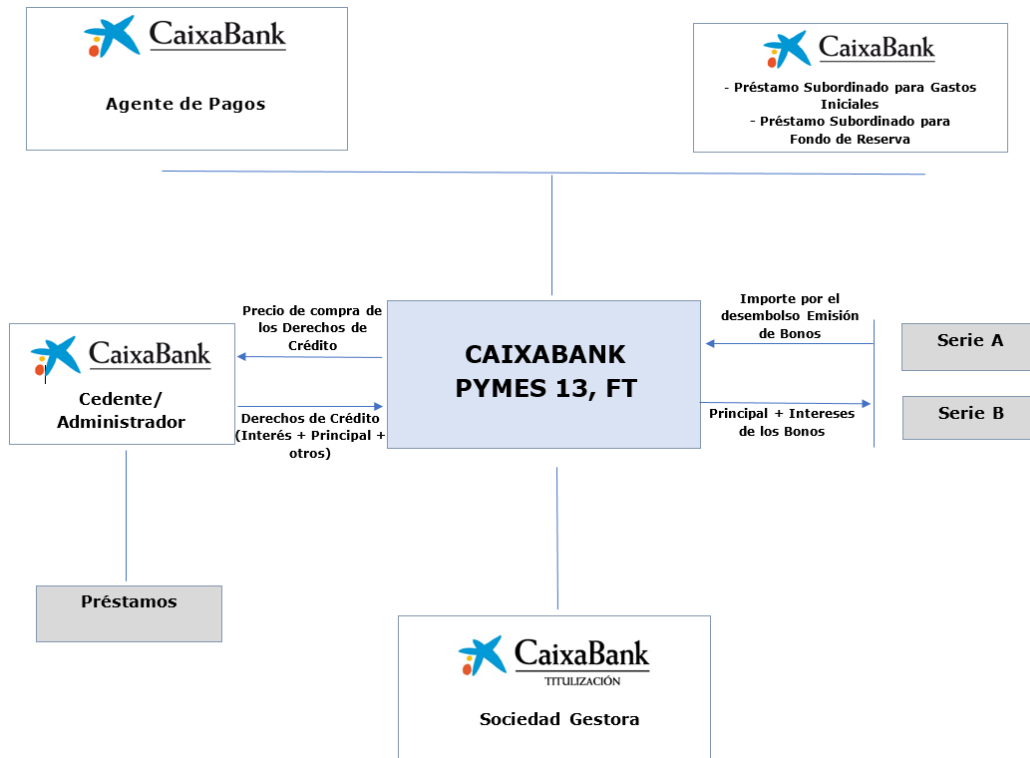 CaixaBank
Agente de Pagos
CaixaBank
- Préstamo Subordinado para Gastos
Iniciales
- Préstamo Subordinado para
Fondo de Reserva
Precio de compra de
los Derechos de
Crédito
CaixaBank
Cedente/
Administrador
Derechos de Crédito
(Interés + Principal +
otros)
CAIXABANK
PYMES 13, FT
Importe por el
desembolso Emisión
de Bonos
Principal + Intereses
de los Bonos
Serie A
Serie B
Préstamos
CaixaBank
TITULIZACIÓN
Sociedad Gestora